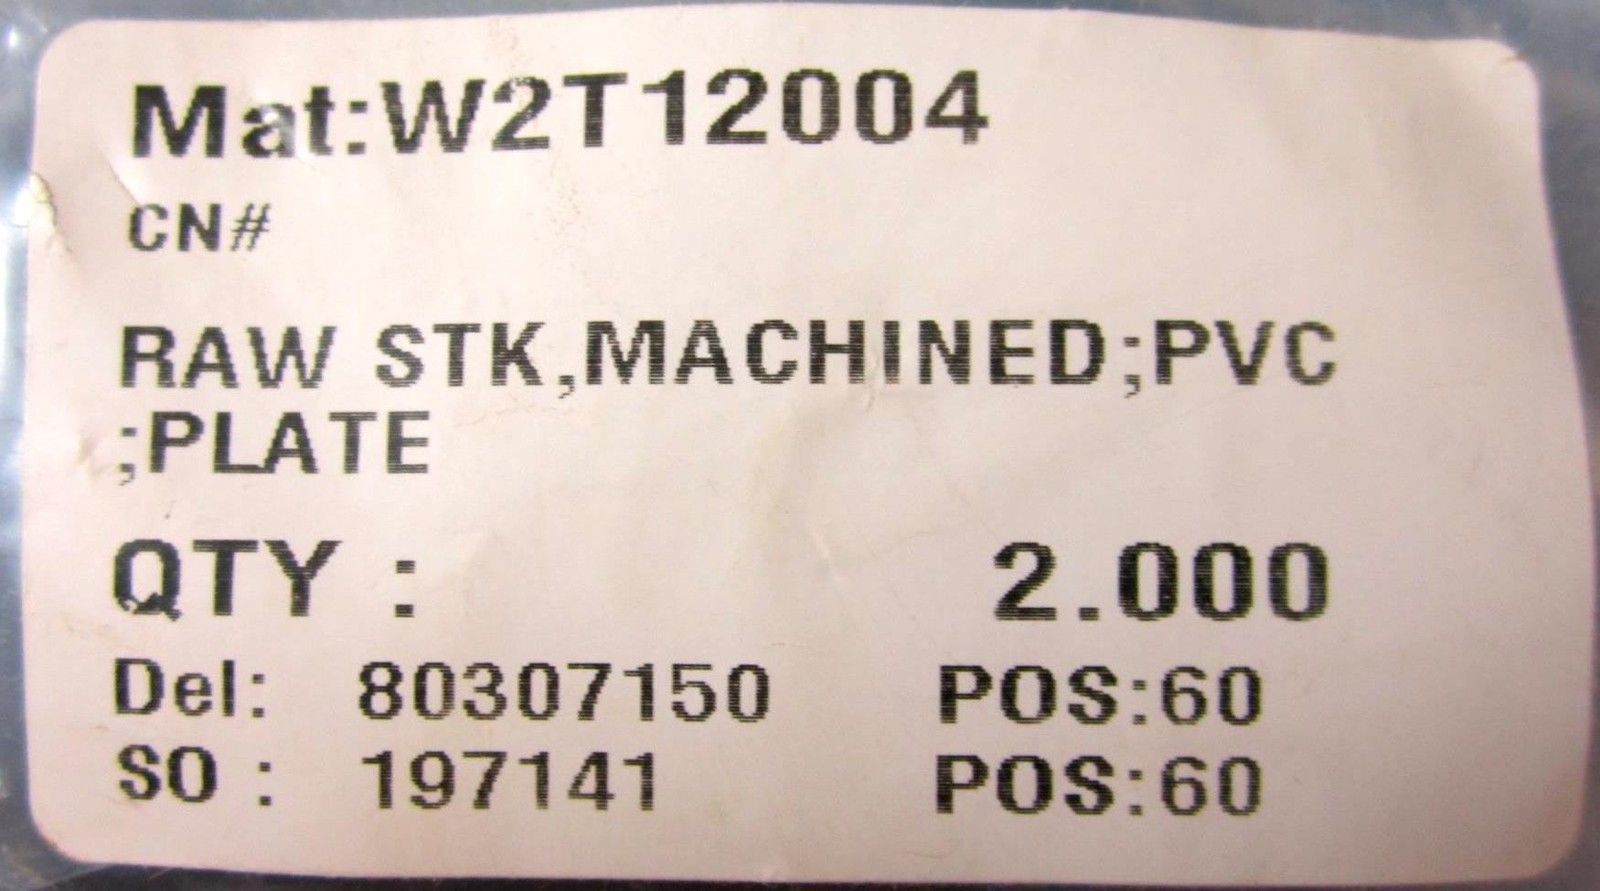 Mat:W2T12004
CN#
RAW STK,MACHINED;PVC
;PLATE
QTY : 2.000
Del: 80307150 POS:60
SO : 197141 POS:60